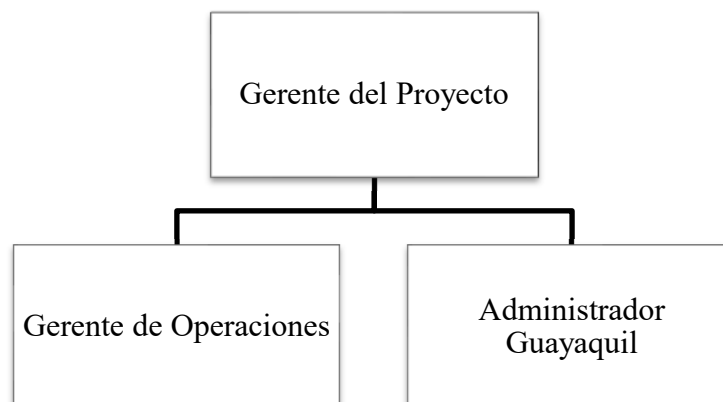 Gerente del Proyecto
Gerente de Operaciones
Administrador
Guayaquil